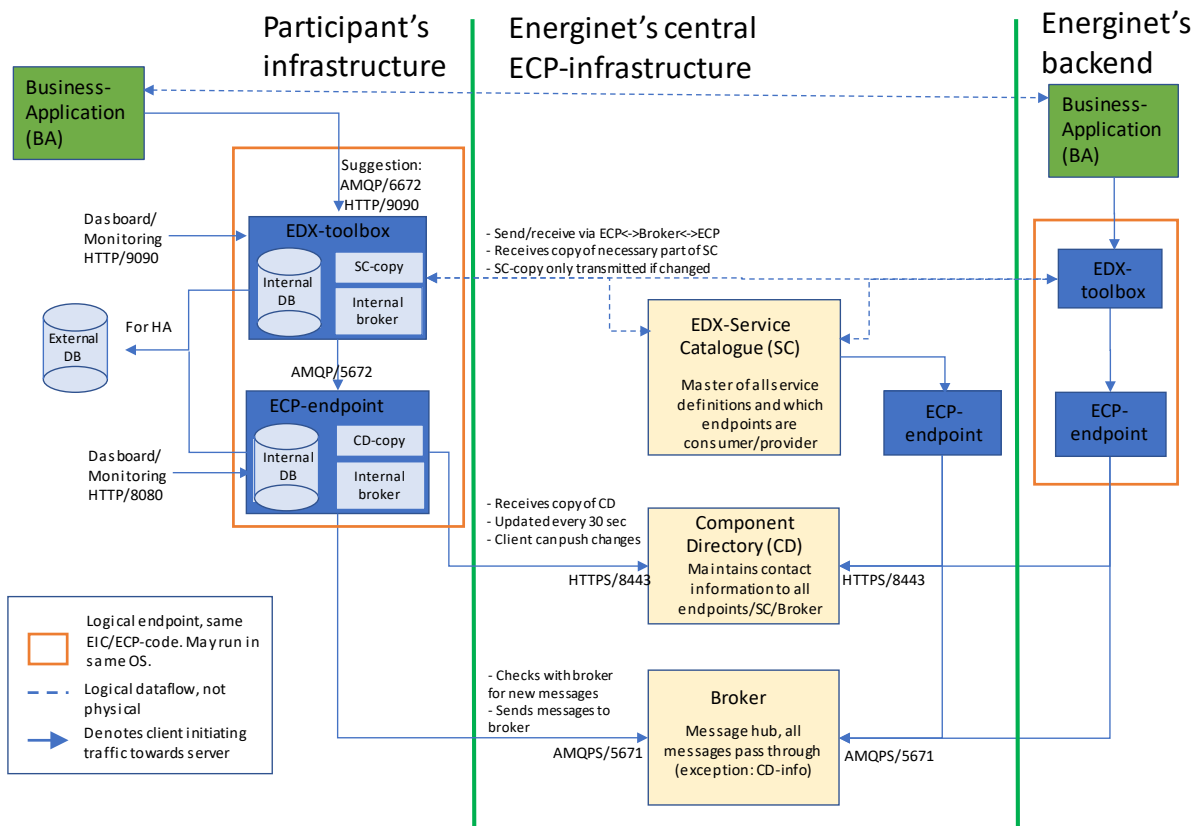 Participant's
infrastructure
Energinet's central
ECP-infrastructure
Energinet's
backend
Business-
Application
(BA)
Business-
Application
(BA)
Suggestion:
AMQP/6672
HTTP/9090
Dasboard/
Monitoring
HTTP/9090
EDX-toolbox
Internal
DB
SC-copy
Internal
broker
- Send/receive via ECP<->Broker<->ECP
- Receives copy of necessary part of SC
- SC-copy only transmitted if changed
EDX-
toolbox
External
DB
For HA
AMQP/5672
EDX-Service
Catalogue (SC)
Master of all service
definitions and which
endpoints are
consumer/provider
ECP-
endpoint
ECP-
endpoint
ECP-endpoint
Internal
DB
CD-copy
Internal
broker
Dasboard/
Monitoring
HTTP/8080
- Receives copy of CD
- Updated every 30 sec
- Client can push changes
HTTPS/8443
Component
Directory (CD)
Maintains contact
information to all
endpoints/SC/Broker
HTTPS/8443
Logical endpoint, same
EIC/ECP-code. May run in
same OS.
Logical dataflow, not
physical
Denotes client initiating
traffic towards server
- Checks with broker
for new messages
- Sends messages to
broker
AMQPS/5671
Broker
Message hub, all
messages pass through
(exception: CD-info)
AMQPS/5671